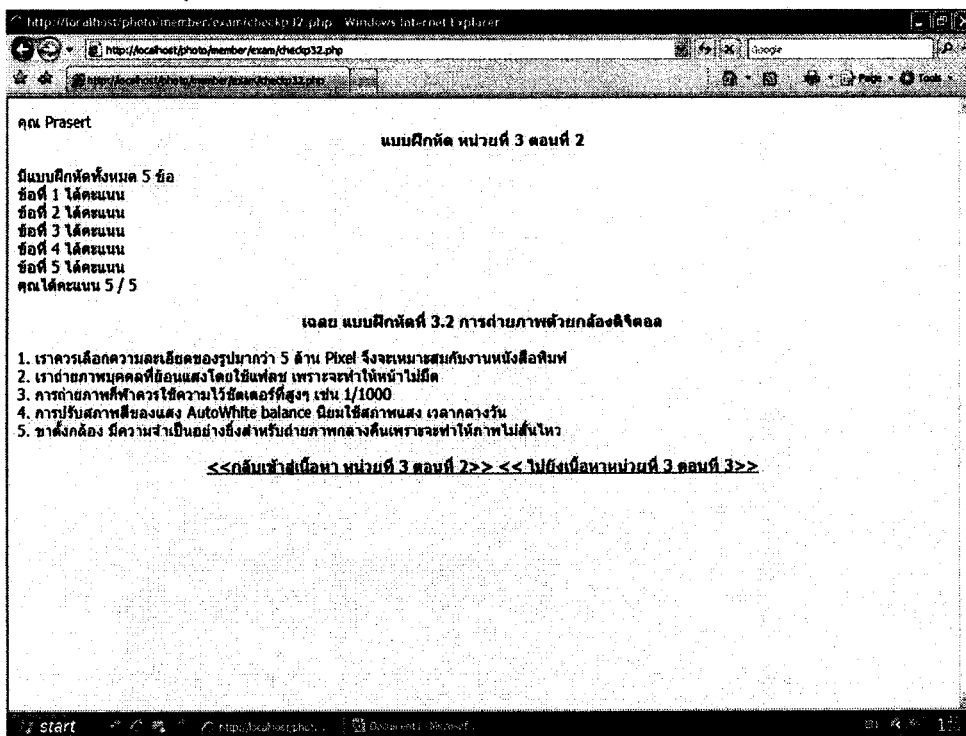 http://localhost/photo/member/exam/checkp32.php - Windows Internet Explorer
http://localhost/photo/member/exam/checkp32.php
Google
http://localhost/photo/member/exam/checkp32.php
Page
Tools
คุณ Prasert
แบบฝึกหัด หน่วยที่ 3 ตอนที่ 2
มีแบบฝึกหัดทั้งหมด 5 ข้อ
ข้อที่ 1 ได้คะแนน
ข้อที่ 2 ได้คะแนน
ข้อที่ 3 ได้คะแนน
ข้อที่ 4 ได้คะแนน
ข้อที่ 5 ได้คะแนน
คุณได้คะแนน 5 / 5
เฉลย แบบฝึกหัดที่ 3.2 การถ่ายภาพด้วยกล้องดิจิตอล
1. เราควรเลือกความละเอียดของรูปมากว่า 5 ล้าน Pixel จึงจะเหมาะสมกับงานหนังสือพิมพ์
2. เราถ่ายภาพบุคคลที่ย้อนแสงโดยใช้แฟลช เพราะจะทำให้หน้าไม่มืด
3. การถ่ายภาพกีฬาควรใช้ความไว้ชัตเตอร์ที่สูงๆ เช่น 1/1000
4. การปรับสภาพสีของแสง AutoWhite balance นิยมใช้สภาพแสง เวลากลางวัน
5. ขาตั้งกล้อง มีความจำเป็นอย่างยิ่งสำหรับถ่ายภาพกลางคืนเพราะจะทำให้ภาพไม่สั่นไหว
<<กลับเข้าสู่เนื้อหา หน่วยที่ 3 ตอนที่ 2>> << ไปยังเนื้อหาหน่วยที่ 3 ตอนที่ 3>>
start